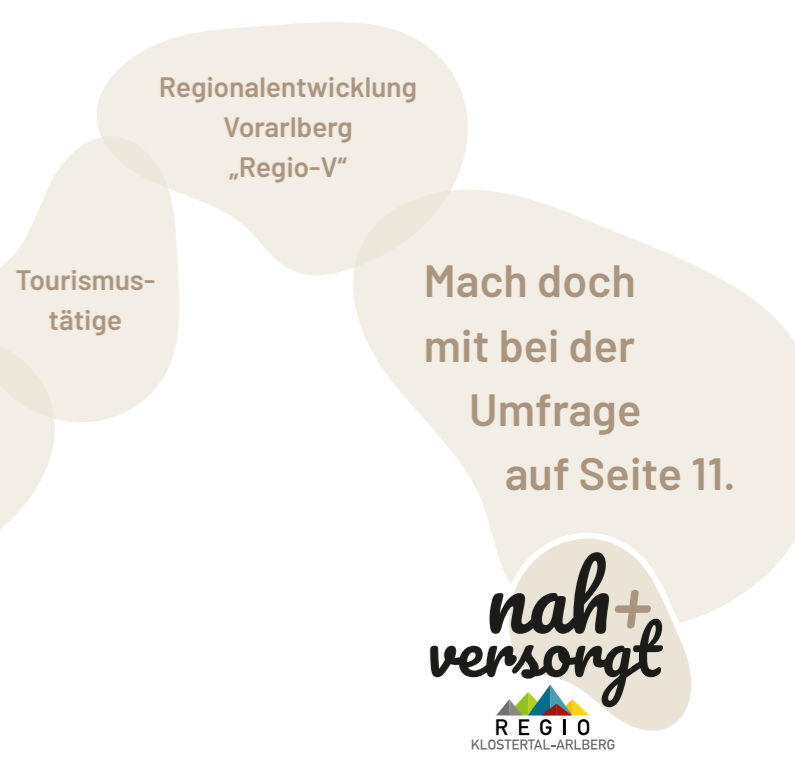 Regionalentwicklung
Vorarlberg
„Regio-V“
Tourismus-
tätige
Mach doch
mit bei der
Umfrage
auf Seite 11.
nah+
versorgt
REGIO
KLOSTERTAL-ARLBERG